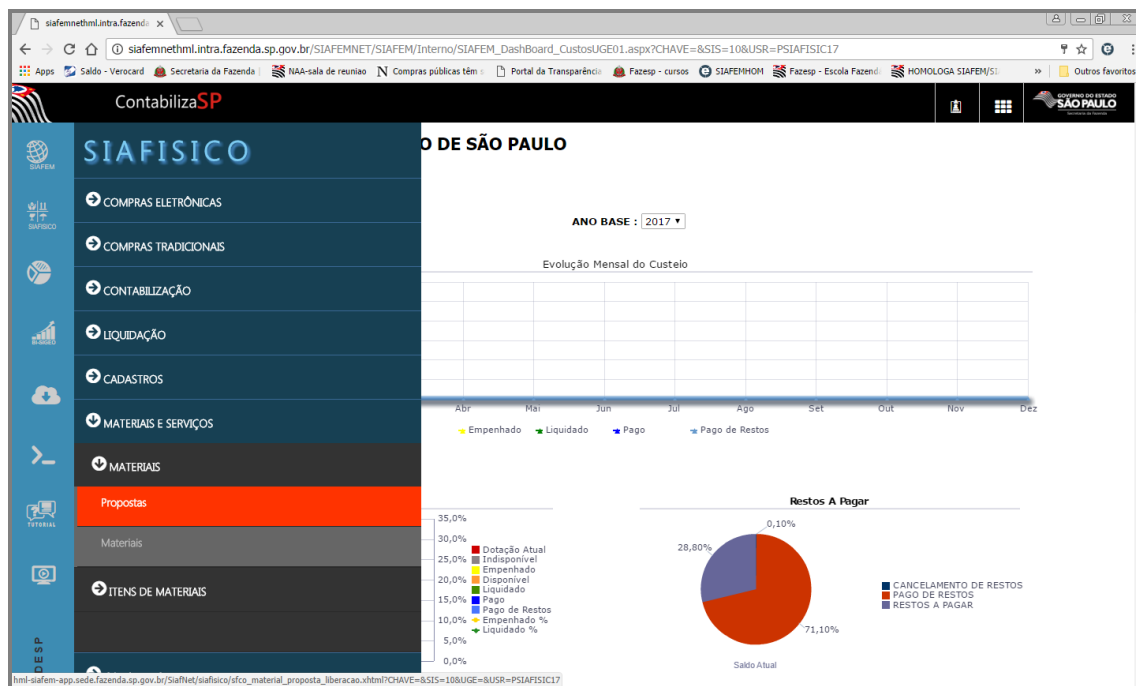 siafemnethml.intra.fazenda
siafemnethml.intra.fazenda.sp.gov.br/SIAFEMNET/SIAFEM/Interno/SIAFEM_DashBoard_CustosUGE01.aspx?CHAVE=&SIS=10&USR=PSIAFISIC17
Apps Saldo - Verocard Secretaria da Fazenda NAA-sala de reuniao Compras públicas têm s Portal da Transparência Fazesp - cursos SIAFEMHOM Fazesp - Escola Fazend HOMOLOGA SIAFEM/SI » Outros favoritos
ContabilizaSP
GOVERNO DO ESTADO
SÃO PAULO
SIAFEM
SIAFISICO
O DE SÃO PAULO
SIAFISICO
COMPRAS ELETRÔNICAS
ANO BASE : 2017
COMPRAS TRADICIONAIS
Evolução Mensal do Custeio
CONTABILIZAÇÃO
LIQUIDAÇÃO
CADASTROS
Abr Mai Jun Jul Ago Set Out Nov Dez
MATERIAIS E SERVIÇOS
Empenhado Liquidado Pago Pago de Restos
MATERIAIS
Propostas
Materiais
ITENS DE MATERIAIS
TUTORIAL
35,0%
30,0%
25,0%
20,0%
15,0%
10,0%
5,0%
0,0%
Dotação Atual
Indisponível
Empenhado
Disponível
Liquidado
Pago
Pago de Restos
Empenhado %
Liquidado %
Restos A Pagar
0,10%
28,80%
71,10%
CANCELAMENTO DE RESTOS
PAGO DE RESTOS
RESTOS A PAGAR
Saldo Atual
DESP
hml-siafem-app.sede.fazenda.sp.gov.br/SiafNet/siafisico/sfco_material_proposta_liberacao.xhtml?CHAVE=&SIS=10&UGE=&USR=PSIAFISIC17